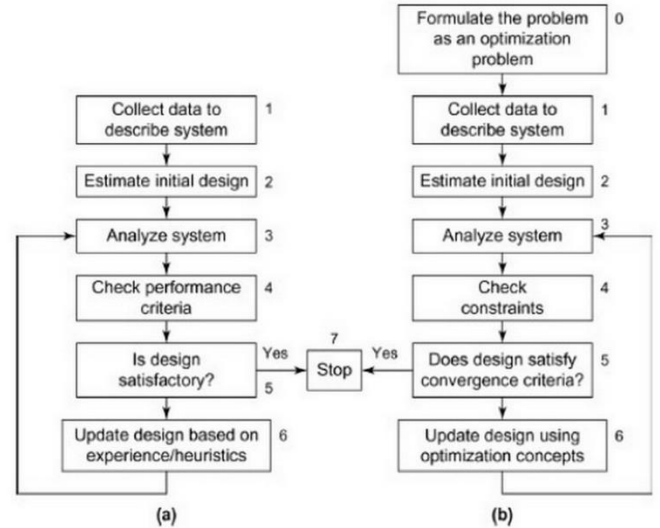 Formulate the problem
as an optimization
problem
0
Collect data to
describe system
1
Collect data to
describe system
1
Estimate initial design
2
Estimate initial design
2
Analyze system
3
Analyze system
3
Check performance
criteria
4
Check
constraints
4
Is design
satisfactory?
5
Yes
7
Stop
Yes
Does design satisfy
convergence criteria?
5
Update design based on
experience/heuristics
6
Update design using
optimization concepts
6
(a)
(b)